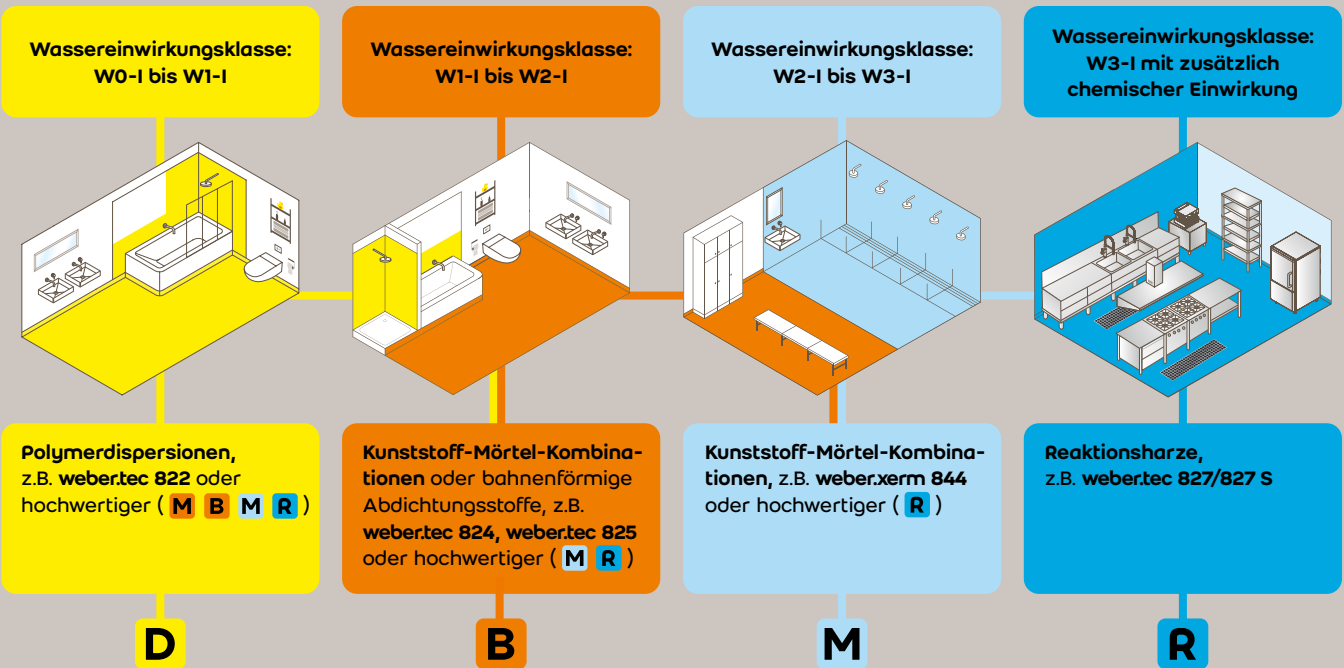 Wassereinwirkungsklasse:
W0-I bis W1-I
Wassereinwirkungsklasse:
W1-I bis W2-I
Wassereinwirkungsklasse:
W2-I bis W3-I
Wassereinwirkungsklasse:
W3-I mit zusätzlich
chemischer Einwirkung
Polymerdispersionen,
z.B. weber.tec 822 oder
hochwertiger ( M B M R )
Kunststoff-Mörtel-Kombina-
tionen oder bahnenförmige
Abdichtungsstoffe, z.B.
weber.tec 824, weber.tec 825
oder hochwertiger ( M R )
Kunststoff-Mörtel-Kombina-
tionen, z.B. weber.xerm 844
oder hochwertiger ( R )
Reaktionsharze,
z.B. weber.tec 827/827 S
D
B
M
R